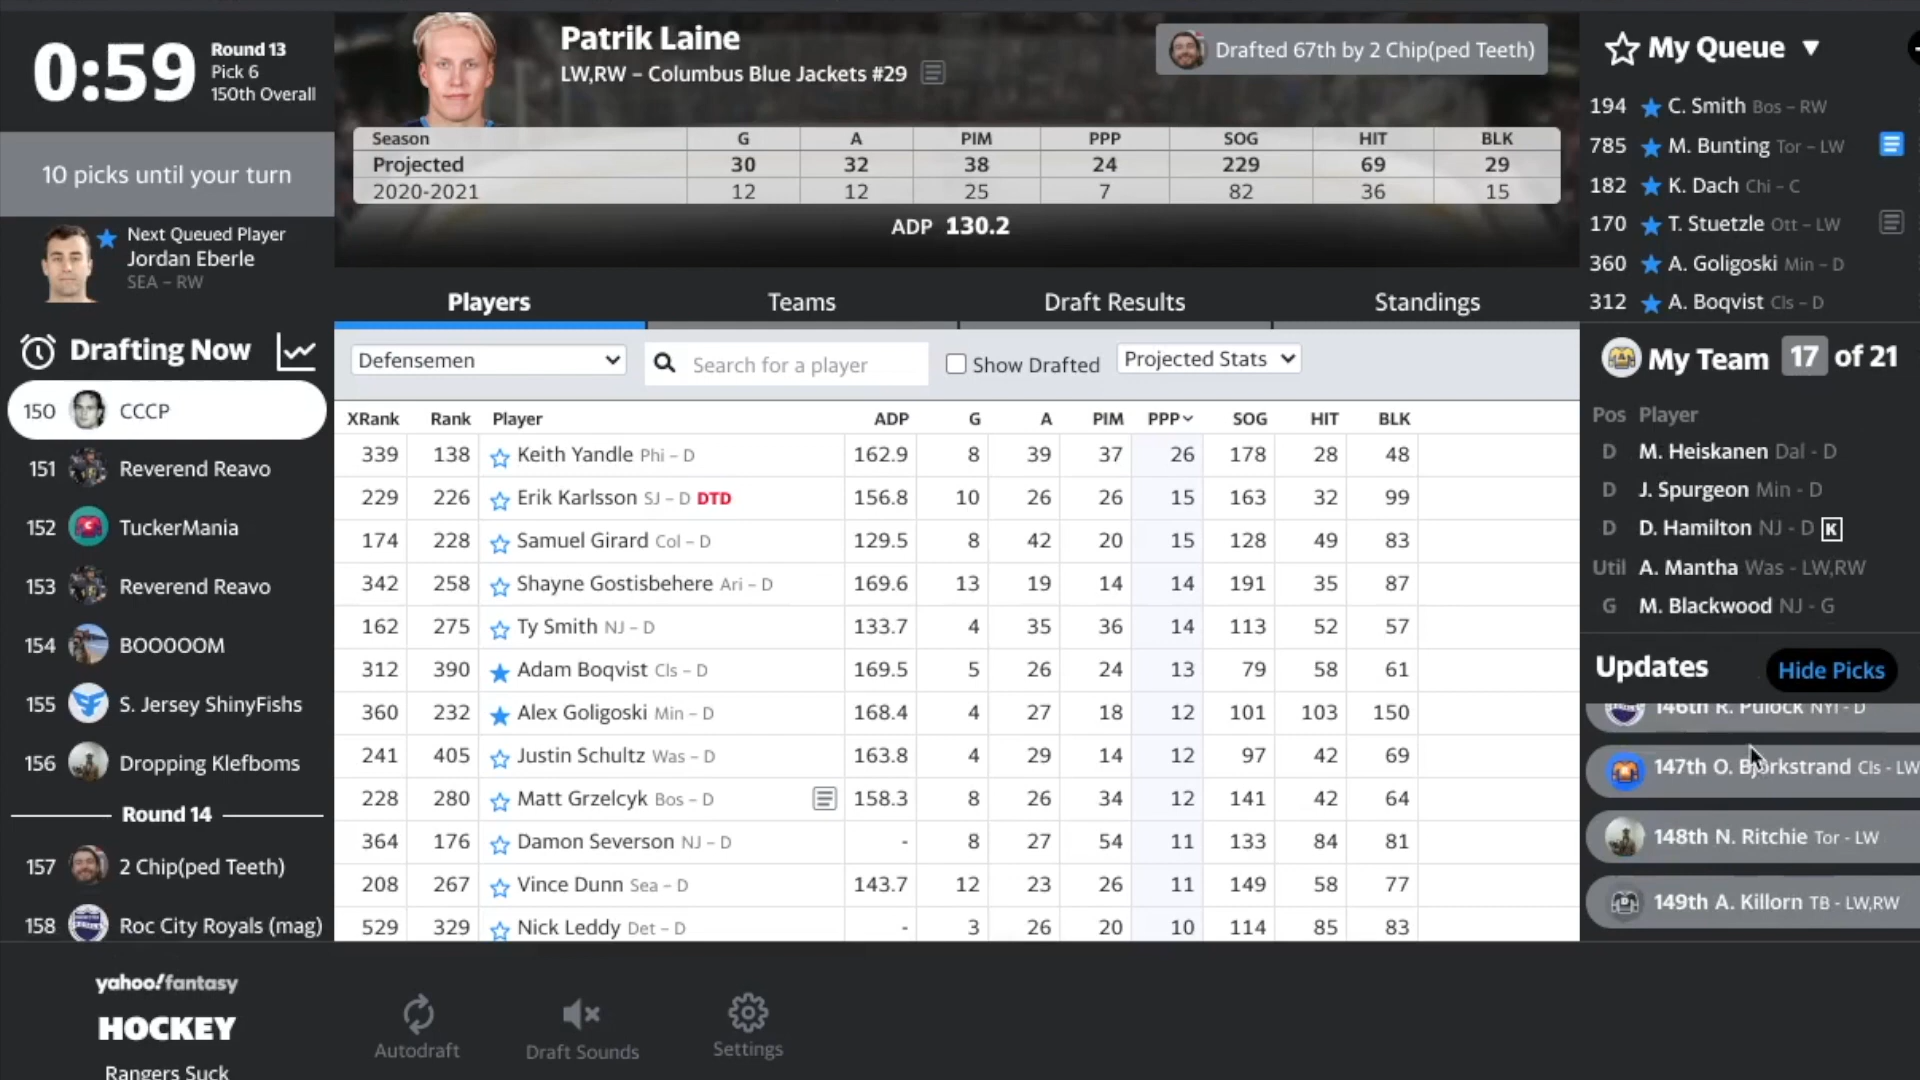 0:59
Round 13
Pick 6
150th Overall
10 picks until your turn
Next Queued Player
Jordan Eberle
SEA – RW
Drafting Now
150 CCCP
151 Reverend Reavo
152 TuckerMania
153 Reverend Reavo
154 BOOOOOM
155 S. Jersey ShinyFishs
156 Dropping Klefboms
Round 14
157 2 Chip(ped Teeth)
158 Roc City Royals (mag)
yahoo!fantasy
HOCKEY
Rangers Suck
Patrik Laine
LW,RW – Columbus Blue Jackets #29
Drafted 67th by 2 Chip(ped Teeth)
Season G A PIM PPP SOG HIT BLK
Projected 30 32 38 24 229 69 29
2020-2021 12 12 25 7 82 36 15
ADP 130.2
Players Teams Draft Results Standings
Defensemen Search for a player Show Drafted Projected Stats
XRank Rank Player ADP G A PIM PPP SOG HIT BLK
339 138 Keith Yandle Phi – D 162.9 8 39 37 26 178 28 48
229 226 Erik Karlsson SJ – D DTD 156.8 10 26 26 15 163 32 99
174 228 Samuel Girard Col – D 129.5 8 42 20 15 128 49 83
342 258 Shayne Gostisbehere Ari – D 169.6 13 19 14 14 191 35 87
162 275 Ty Smith NJ – D 133.7 4 35 36 14 113 52 57
312 390 Adam Boqvist Cls – D 169.5 5 26 24 13 79 58 61
360 232 Alex Goligoski Min – D 168.4 4 27 18 12 101 103 150
241 405 Justin Schultz Was – D 163.8 4 29 14 12 97 42 69
228 280 Matt Grzelcyk Bos – D 158.3 8 26 34 12 141 42 64
364 176 Damon Severson NJ – D - 8 27 54 11 133 84 81
208 267 Vince Dunn Sea – D 143.7 12 23 26 11 149 58 77
529 329 Nick Leddy Det – D - 3 26 20 10 114 85 83
Autodraft Draft Sounds Settings
My Queue
194 C. Smith Bos – RW
785 M. Bunting Tor – LW
182 K. Dach Chi – C
170 T. Stuetzle Ott – LW
360 A. Goligoski Min – D
312 A. Boqvist Cls – D
My Team 17 of 21
Pos Player
D M. Heiskanen Dal - D
D J. Spurgeon Min - D
D D. Hamilton NJ - D K
Util A. Mantha Was - LW,RW
G M. Blackwood NJ - G
Updates Hide Picks
146th R. Pulock NYI - D
147th O. Bjorkstrand Cls - LW
148th N. Ritchie Tor - LW
149th A. Killorn TB - LW,RW